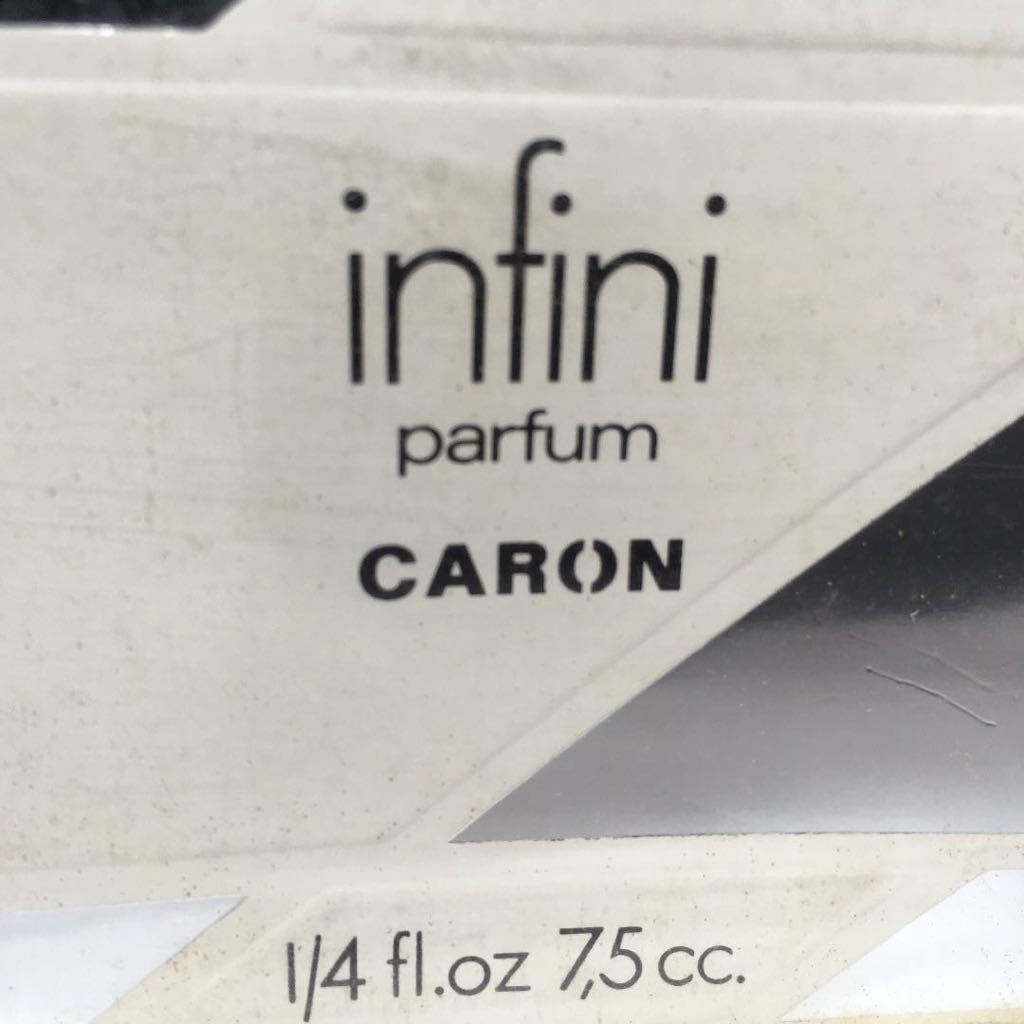 infini
parfum
CARON
1/4 fl.oz 7,5 cc.